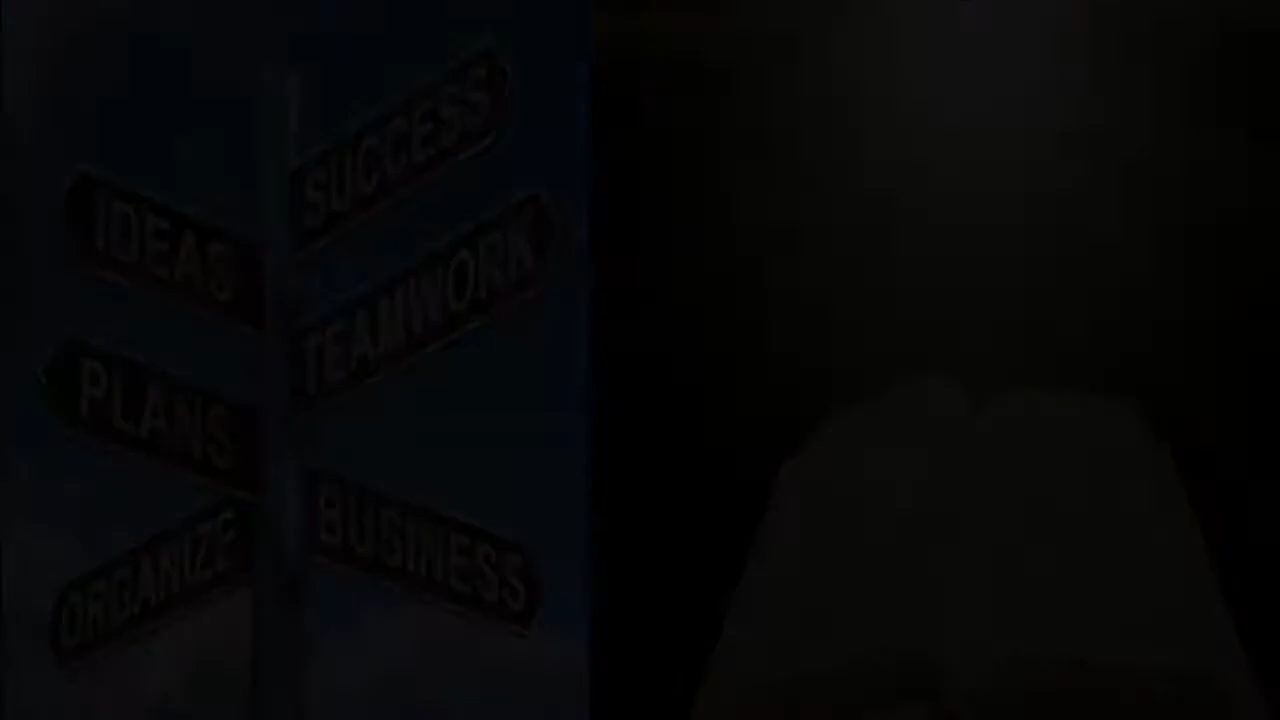 SUCCESS
IDEAS
TEAMWORK
PLANS
BUSINESS
ORGANIZE